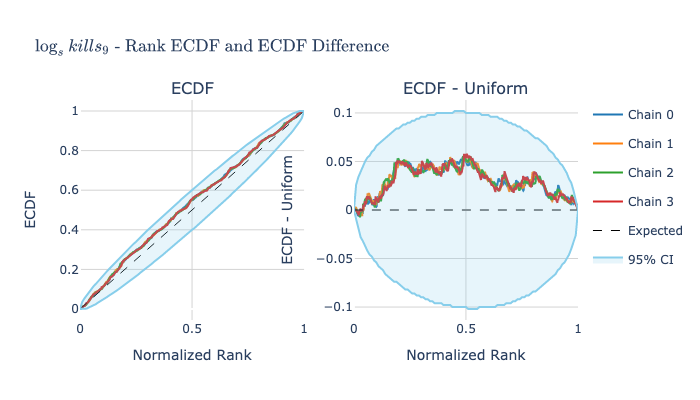 log_s kills_9 - Rank ECDF and ECDF Difference
ECDF
ECDF - Uniform
1
0.8
0.6
0.4
0.2
0
ECDF
0
0.5
1
Normalized Rank
0.1
0.05
0
−0.05
−0.1
ECDF - Uniform
0
0.5
1
Normalized Rank
Chain 0
Chain 1
Chain 2
Chain 3
Expected
95% CI